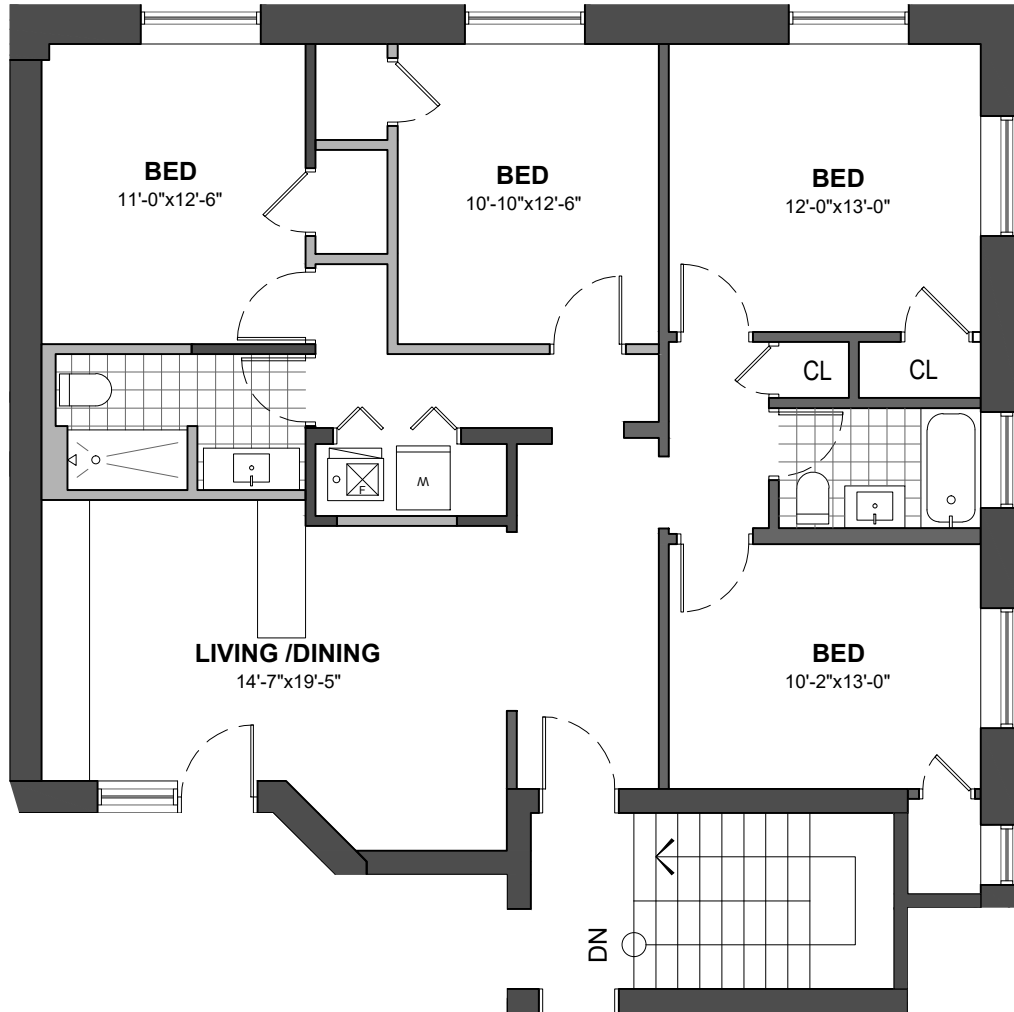 BED
11'-0"x12'-6"
BED
10'-10"x12'-6"
BED
12'-0"x13'-0"
CL
CL
F
W
LIVING /DINING
14'-7"x19'-5"
BED
10'-2"x13'-0"
DN